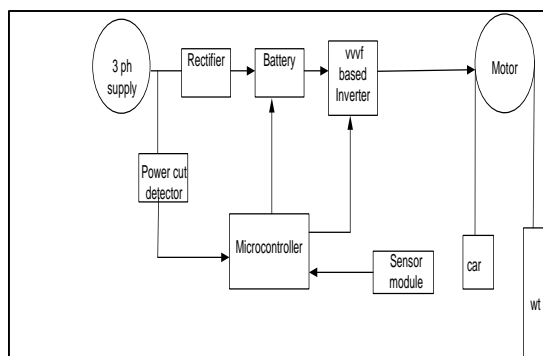 3 ph
supply
Rectifier
Battery
vvvf
based
Inverter
Motor
Power cut
detector
Microcontroller
Sensor
module
car
wt